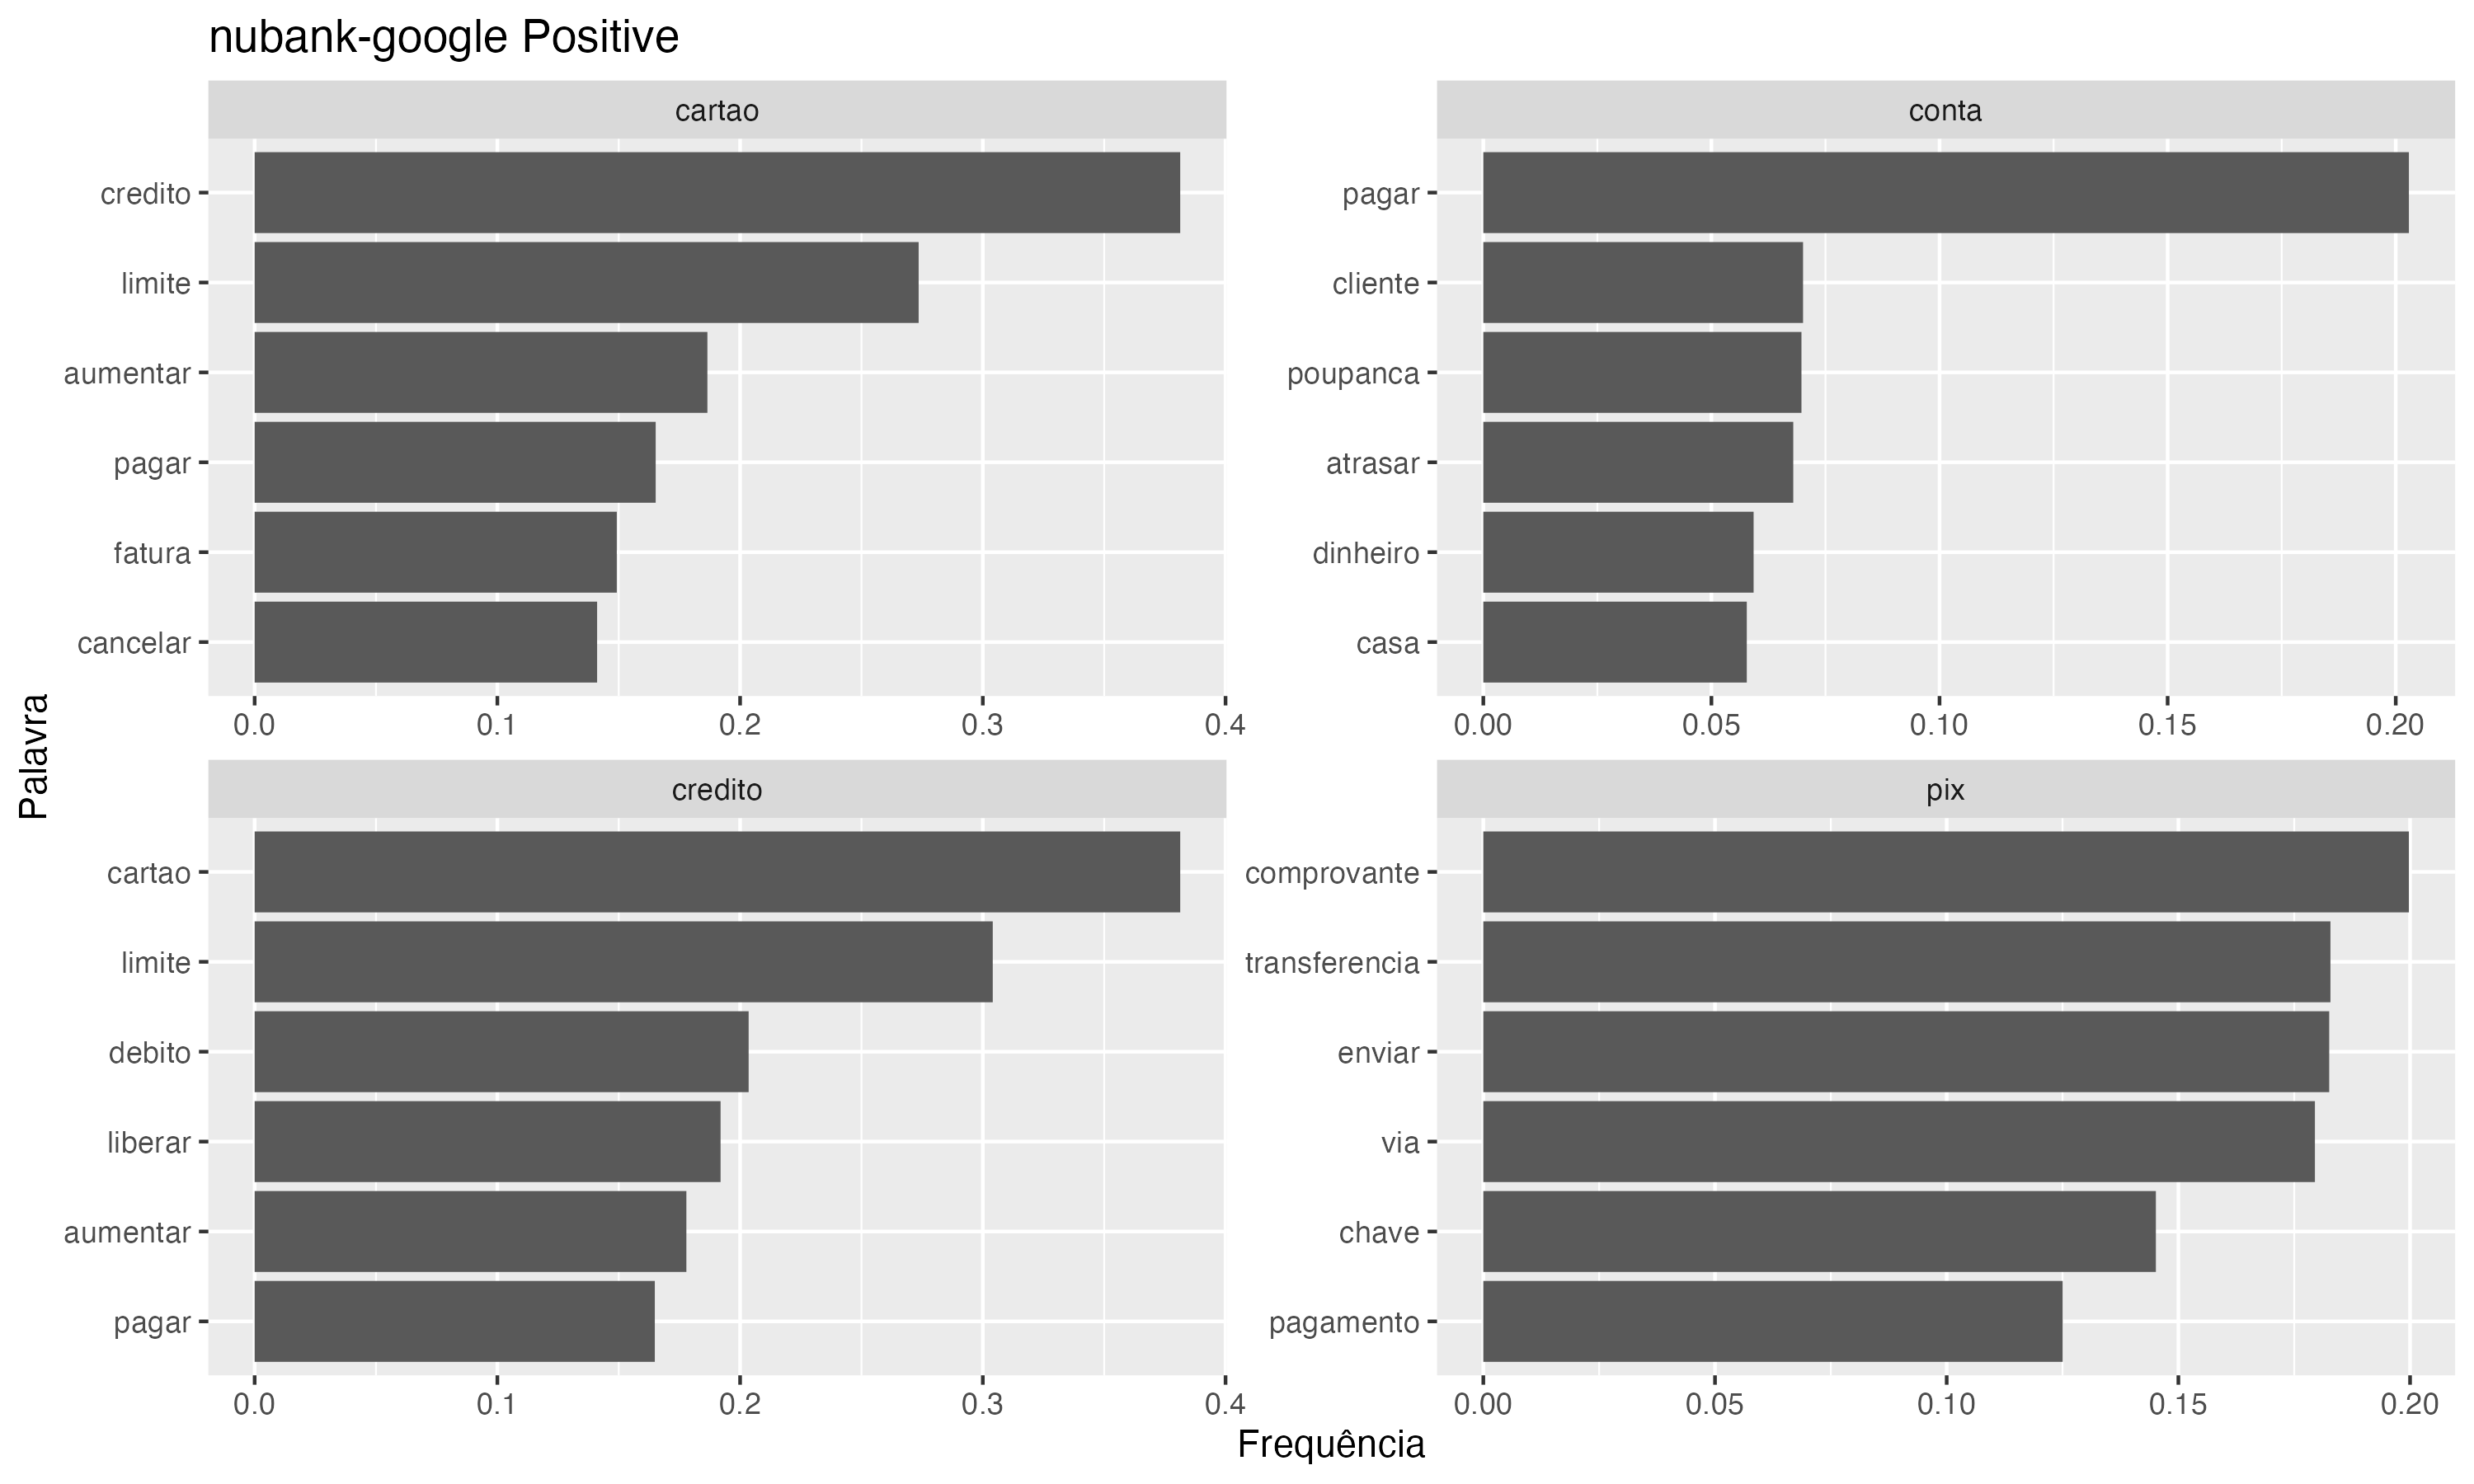 nubank-google Positive
cartao
credito
limite
aumentar
pagar
fatura
cancelar
0.0 0.1 0.2 0.3 0.4
conta
pagar
cliente
poupanca
atrasar
dinheiro
casa
0.00 0.05 0.10 0.15 0.20
Palavra
credito
cartao
limite
debito
liberar
aumentar
pagar
0.0 0.1 0.2 0.3 0.4
pix
comprovante
transferencia
enviar
via
chave
pagamento
0.00 0.05 0.10 0.15 0.20
Frequência